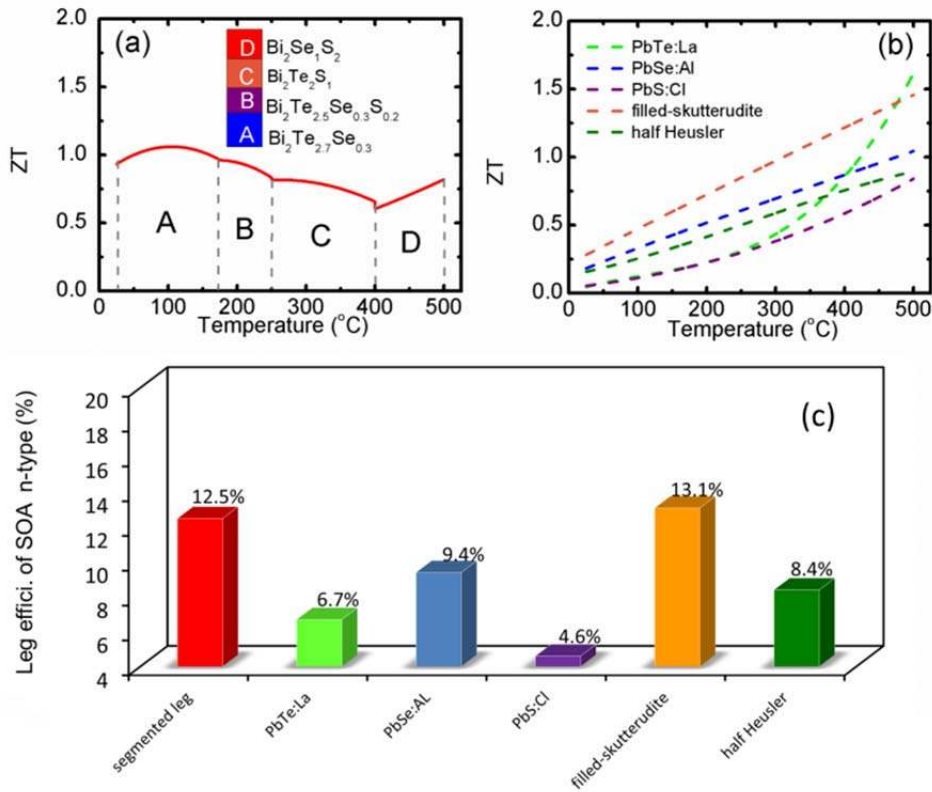 (a)
D Bi₂Se₁S₂
C Bi₂Te₂S₁
B Bi₂Te₂.₅Se₀.₃S₀.₂
A Bi₂Te₂.₇Se₀.₃
2.0
1.5
1.0
0.5
0.0
ZT
A
B
C
D
0 100 200 300 400 500
Temperature (°C)
(b)
PbTe:La
PbSe:Al
PbS:Cl
filled-skutterudite
half Heusler
2.0
1.5
1.0
0.5
0.0
ZT
0 100 200 300 400 500
Temperature (°C)
(c)
Leg effici. of SOA n-type (%)
20
18
16
14
12
10
8
6
4
12.5%
6.7%
9.4%
4.6%
13.1%
8.4%
segmented leg
PbTe:La
PbSe:AL
PbS:Cl
filled-skutterudite
half Heusler